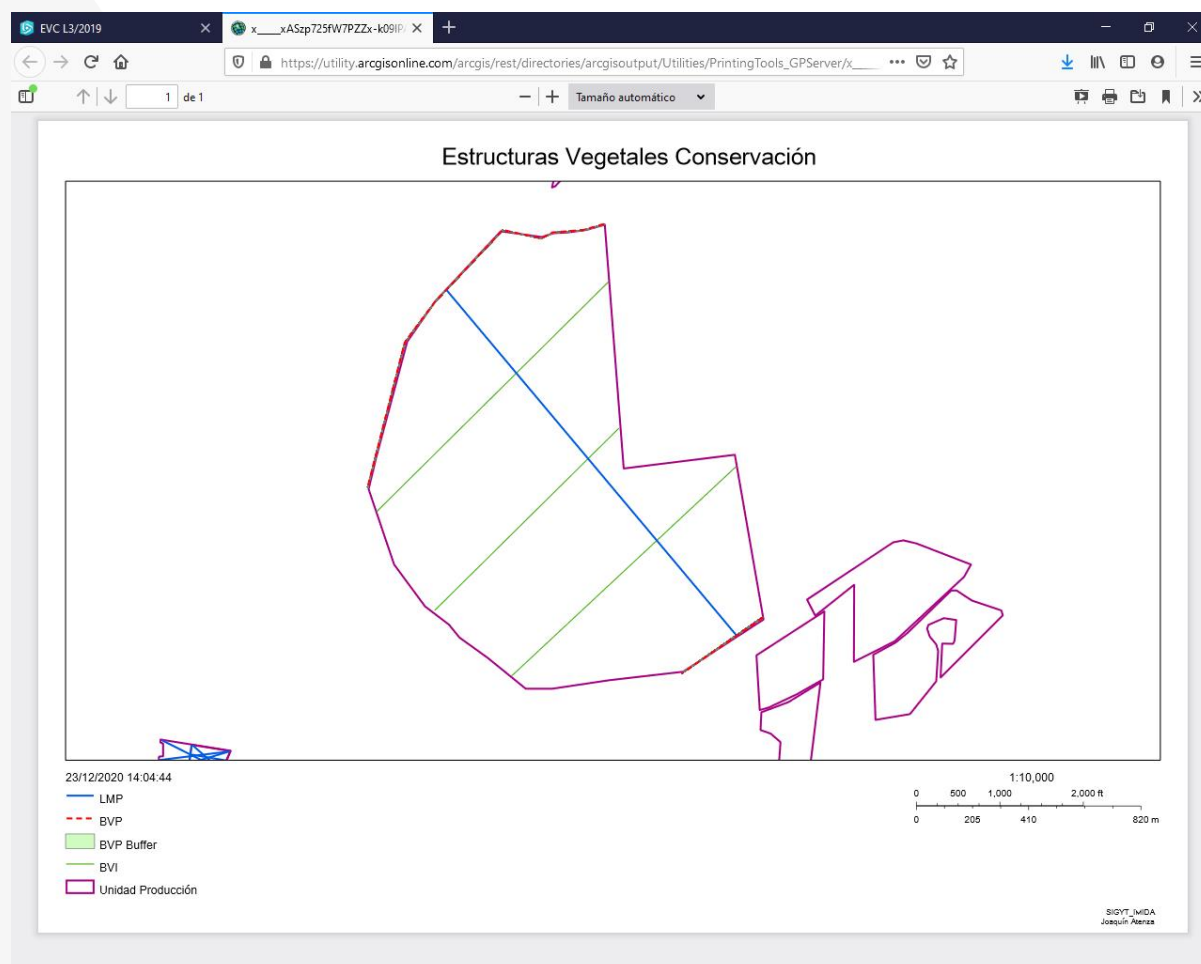 EVC L3/2019
https://utility.arcgisonline.com/arcgis/rest/directories/arcgisoutput/Utilities/PrintingTools_GPServer/x____
1 de 1
Tamaño automático
Estructuras Vegetales Conservación
23/12/2020 14:04:44
LMP
BVP
BVP Buffer
BVI
Unidad Producción
1:10,000
0 500 1,000 2,000 ft
0 205 410 820 m
SIGYT_IMIDA
Joaquín Atenza